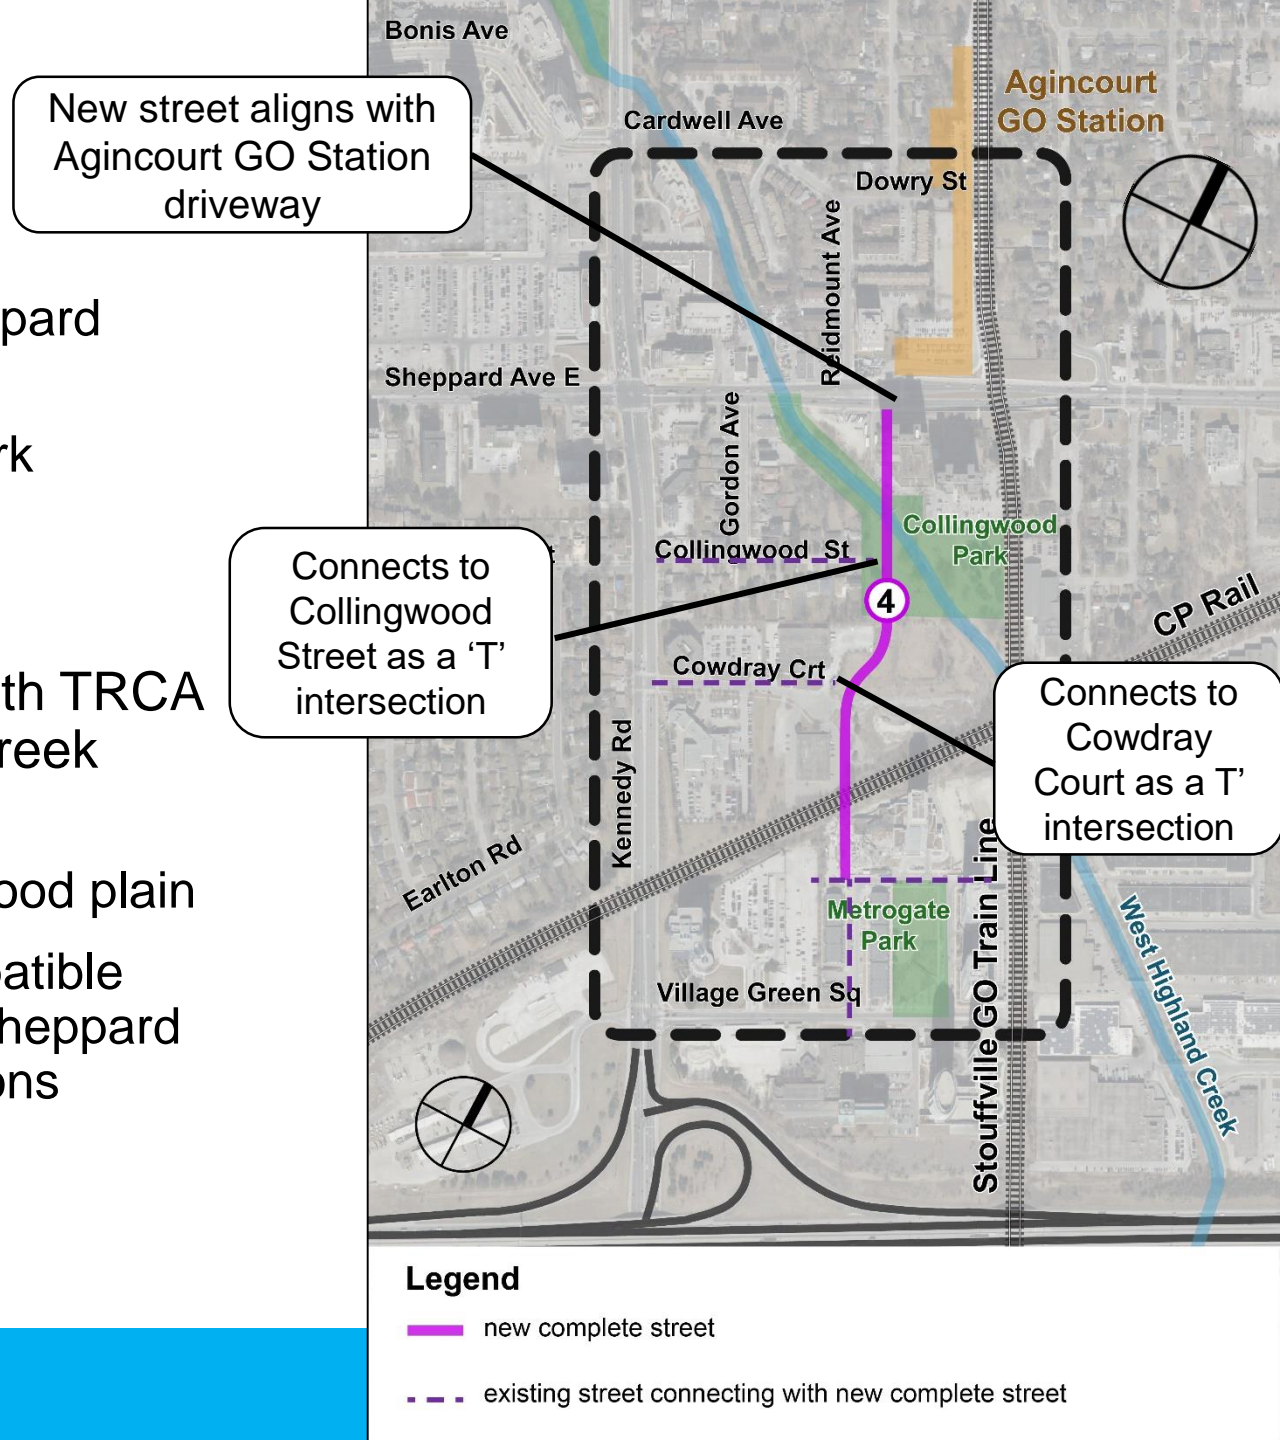 Bonis Ave
New street aligns with
Agincourt GO Station
driveway
Cardwell Ave
Agincourt
GO Station
Dowry St
Reidmount Ave
ppard
Sheppard Ave E
rk
Gordon Ave
Collingwood
Park
Collingwood St
t
Connects to
Collingwood
Street as a ‘T’
intersection
4
CP Rail
Cowdray Crt
th TRCA
reek
Connects to
Cowdray
Court as a T’
intersection
Kennedy Rd
Earlton Rd
ood plain
Metrogate
Park
Stouffville GO Train Line
West Highland Creek
atible
heppard
ons
Village Green Sq
Legend
new complete street
existing street connecting with new complete street